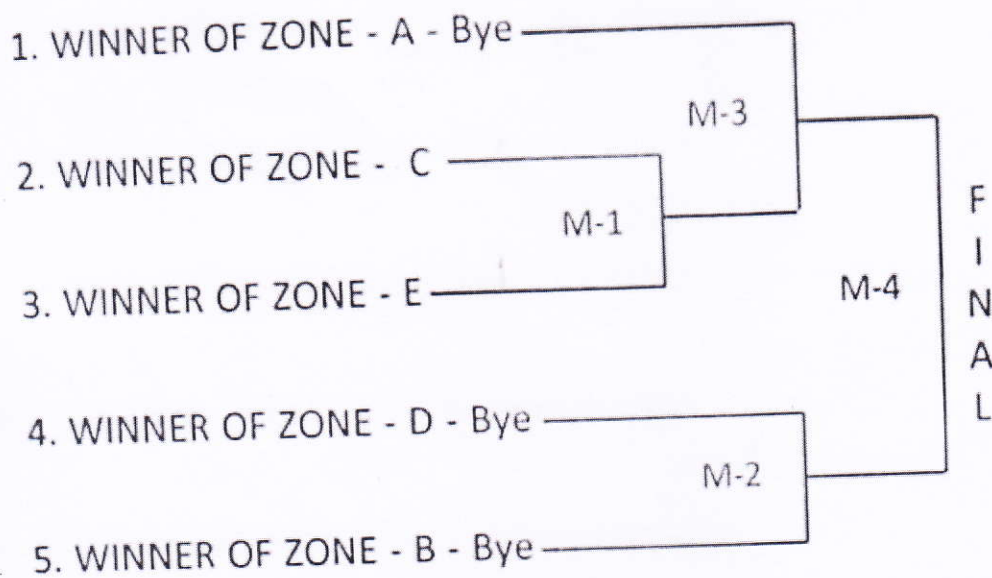 1. WINNER OF ZONE - A - Bye
M-3
2. WINNER OF ZONE - C
M-1
3. WINNER OF ZONE - E
M-4
FINAL
4. WINNER OF ZONE - D - Bye
M-2
5. WINNER OF ZONE - B - Bye